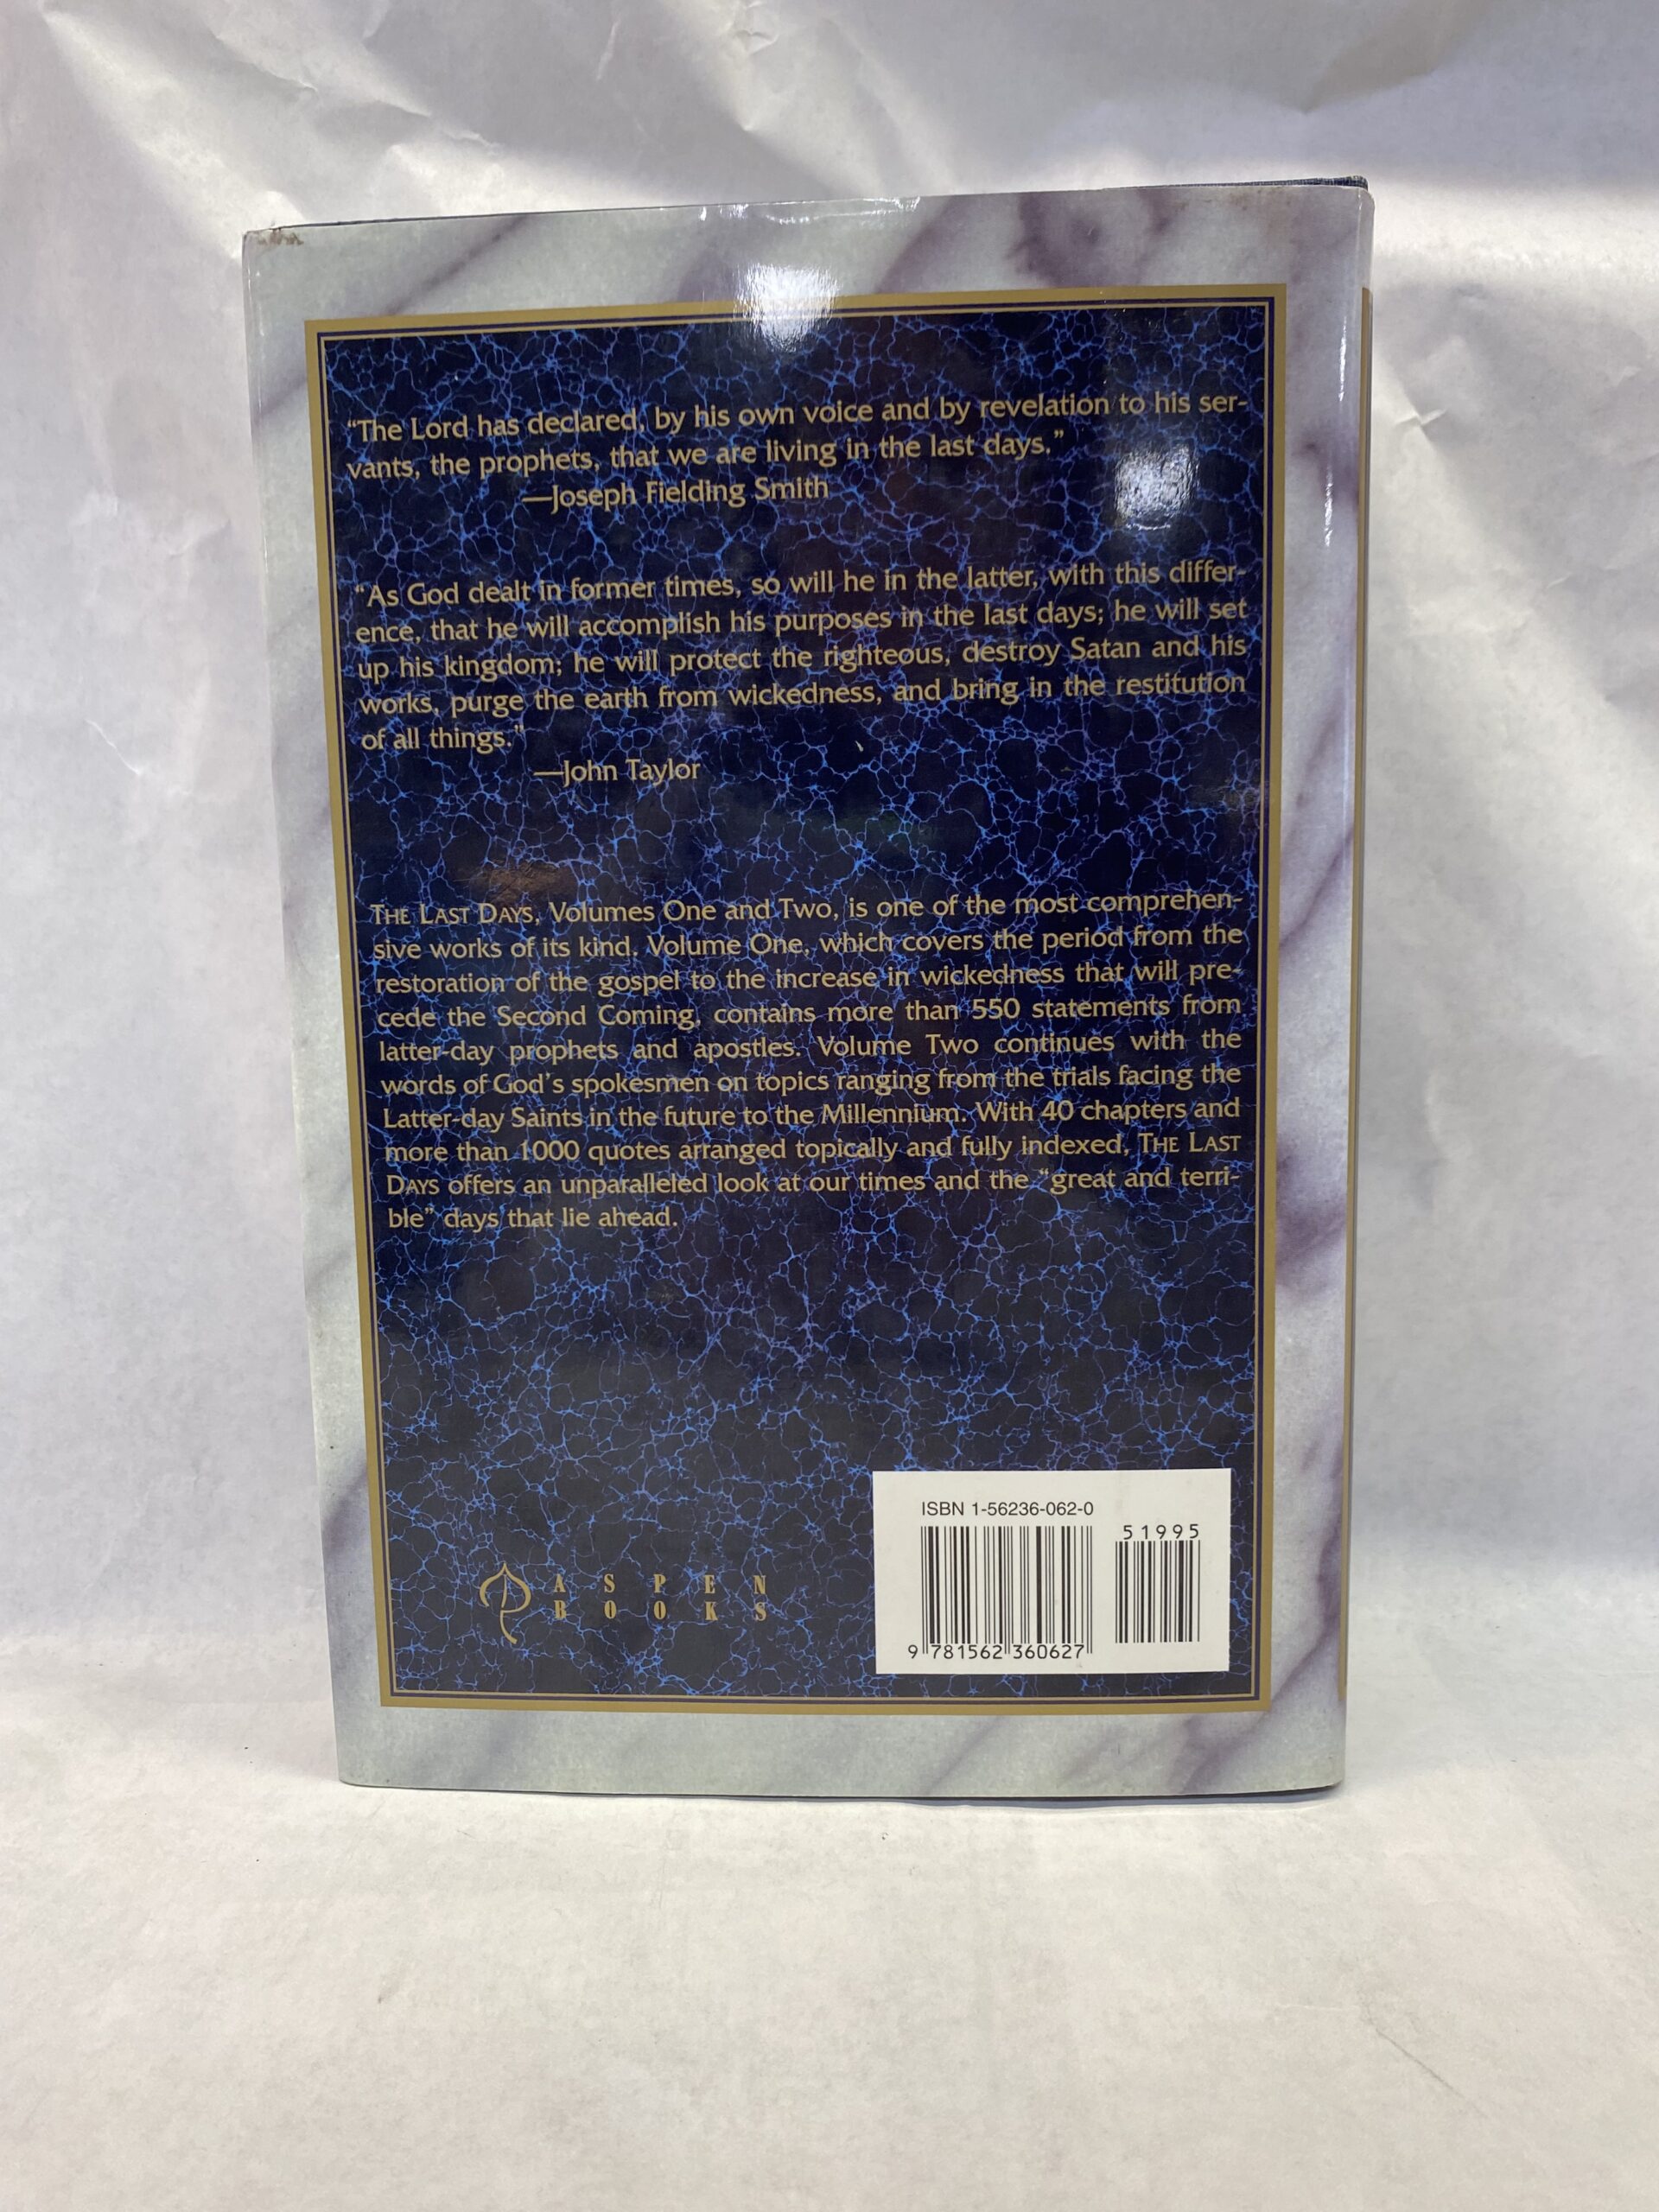 “The Lord has declared, by his own voice and by revelation to his ser-
vants, the prophets, that we are living in the last days.”
—Joseph Fielding Smith
“As God dealt in former times, so will he in the latter, with this differ-
ence, that he will accomplish his purposes in the last days; he will set
up his kingdom; he will protect the righteous, destroy Satan and his
works, purge the earth from wickedness, and bring in the restitution
of all things.”
—John Taylor
THE LAST DAYS, Volumes One and Two, is one of the most comprehen-
sive works of its kind. Volume One, which covers the period from the
restoration of the gospel to the increase in wickedness that will pre-
cede the Second Coming, contains more than 550 statements from
latter-day prophets and apostles. Volume Two continues with the
words of God’s spokesmen on topics ranging from the trials facing the
Latter-day Saints in the future to the Millennium. With 40 chapters and
more than 1000 quotes arranged topically and fully indexed, THE LAST
DAYS offers an unparalleled look at our times and the “great and terri-
ble” days that lie ahead.
ASPEN
BOOKS
ISBN 1-56236-062-0
51995
9 781562 360627